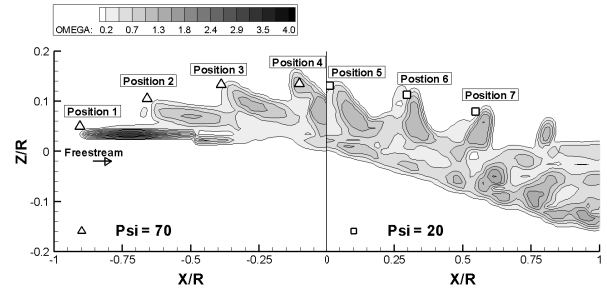 OMEGA: 0.2 0.7 1.3 1.8 2.4 2.9 3.5 4.0
0.2
0.1
0
-0.1
-0.2
Z/R
Position 1
Position 2
Position 3
Position 4
Position 5
Postion 6
Position 7
Freestream
Psi = 70
Psi = 20
-1 -0.75 -0.5 -0.25 0 0.25 0.5 0.75 1
X/R X/R